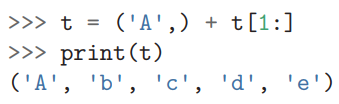 >>> t = ('A',) + t[1:]
>>> print(t)
('A', 'b', 'c', 'd', 'e')